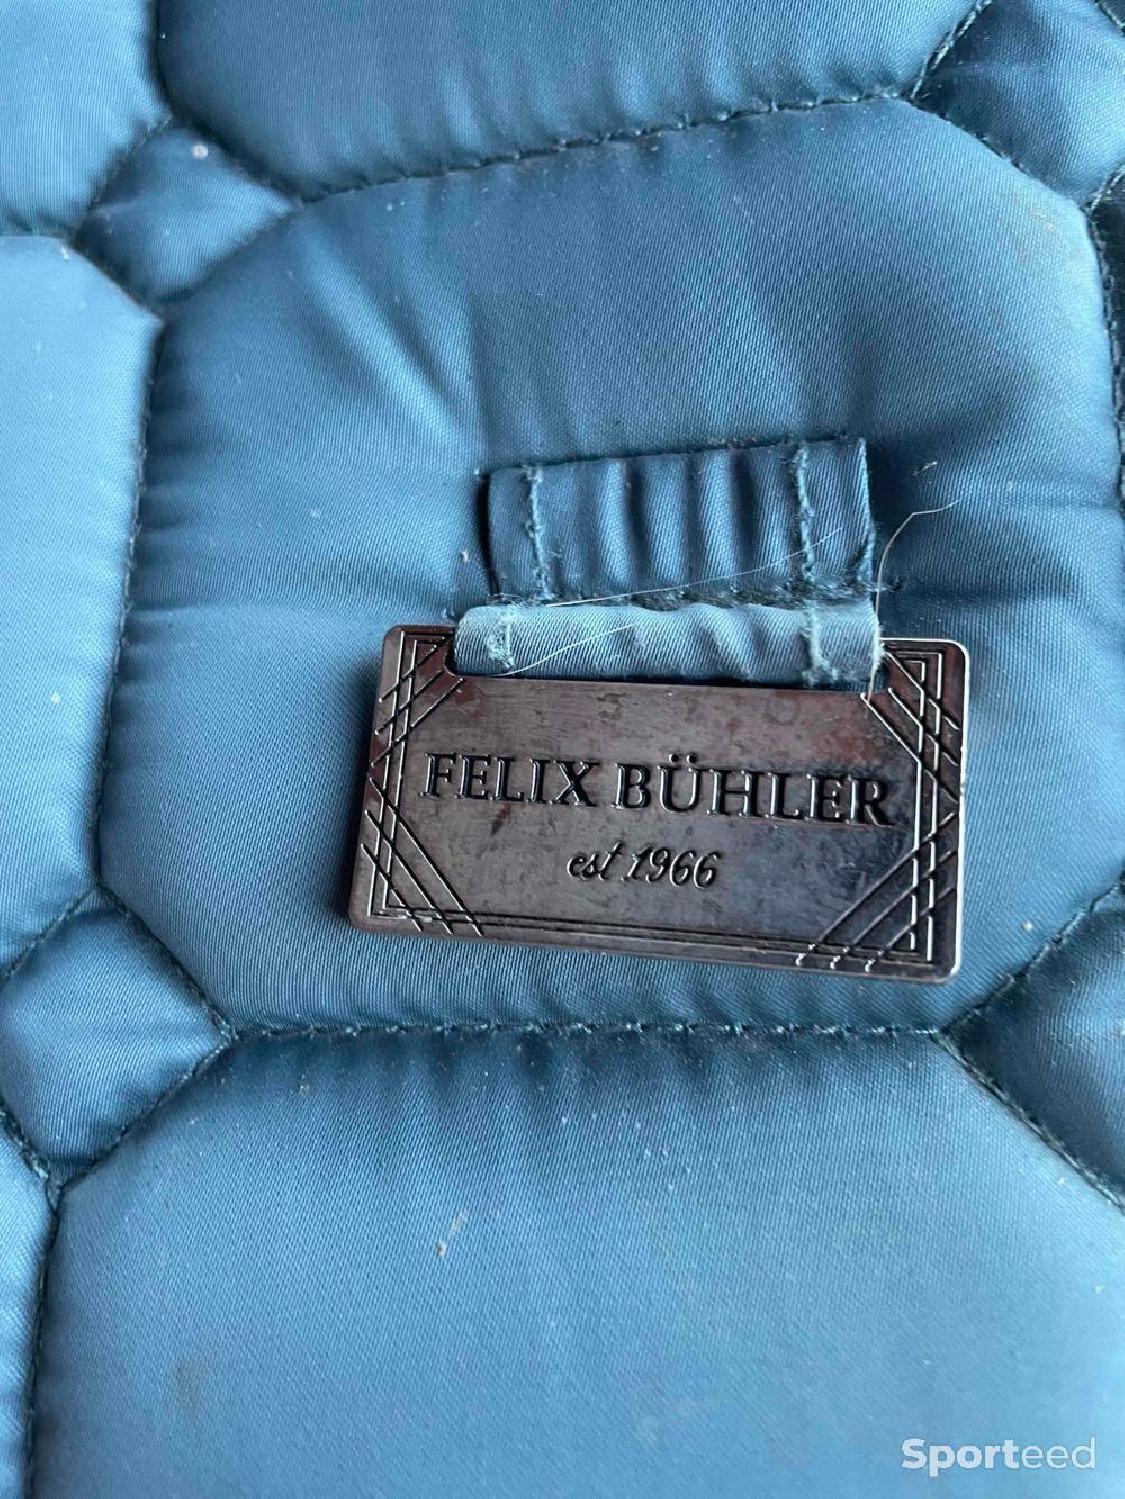 FELIX BÜHLER
est 1966
Sporteed